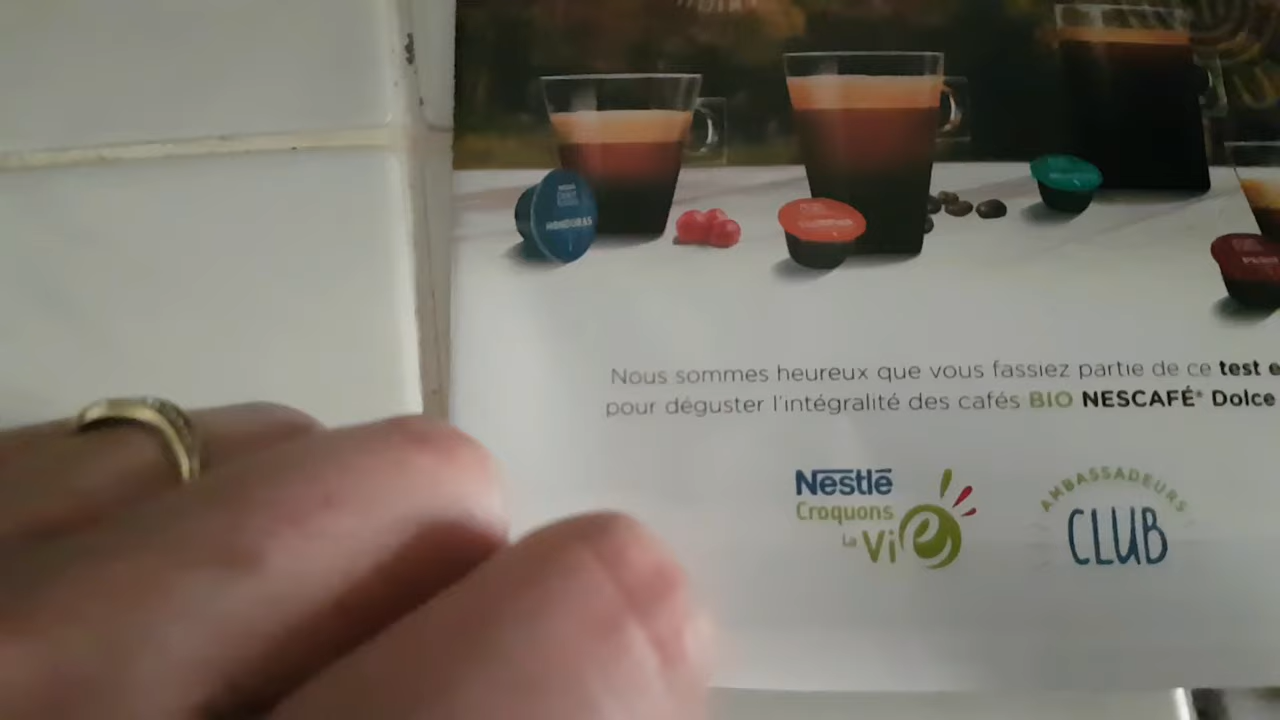 HONDURAS
Nous sommes heureux que vous fassiez partie de ce test e
pour déguster l'intégralité des cafés BIO NESCAFÉ® Dolce
Nestlé
Croquons
La Vie
AMBASSADEURS
CLUB